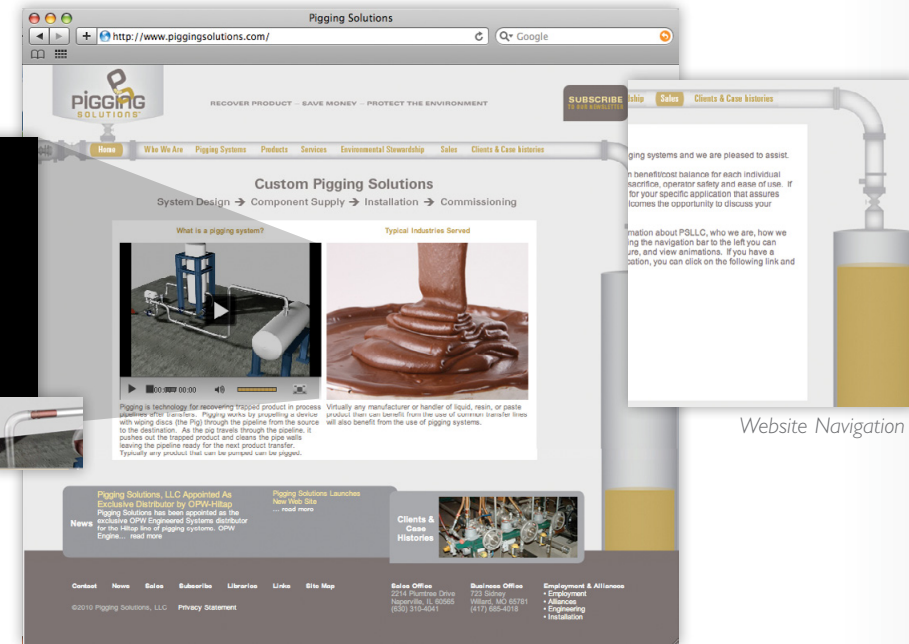 Pigging Solutions
http://www.piggingsolutions.com/
Google
PIGGING
SOLUTIONS™
RECOVER PRODUCT – SAVE MONEY – PROTECT THE ENVIRONMENT
SUBSCRIBE
TO OUR NEWSLETTER
Home Who We Are Pigging Systems Products Services Environmental Stewardship Sales Clients & Case histories
Custom Pigging Solutions
System Design → Component Supply → Installation → Commissioning
What is a pigging system?
00:00 00:00
Pigging is technology for recovering trapped product in process
pipelines after transfers. Pigging works by propelling a device
with wiping discs (the Pig) through the pipeline from the source
to the destination. As the pig travels through the pipeline, it
pushes out the trapped product and cleans the pipe walls
leaving the pipeline ready for the next product transfer.
Typically any product that can be pumped can be pigged.
Typical Industries Served
Virtually any manufacturer or handler of liquid, resin, or paste
product than can benefit from the use of common transfer lines
will also benefit from the use of pigging systems.
News
Pigging Solutions, LLC Appointed As
Exclusive Distributor by OPW-Hiltap
Pigging Solutions has been appointed as the
exclusive OPW Engineered Systems distributor
for the Hiltap line of pigging systems. OPW
Engine... read more
Pigging Solutions Launches
New Web Site
... read more
Clients &
Case
Histories
Contact News Sales Subscribe Libraries Links Site Map
©2010 Pigging Solutions, LLC Privacy Statement
Sales Office
2214 Plumtree Drive
Naperville, IL 60565
(630) 310-4041
Business Office
723 Sidney
Willard, MO 65781
(417) 685-4018
Employment & Alliances
• Employment
• Alliances
• Engineering
• Installation
ship Sales Clients & Case histories
ging systems and we are pleased to assist.
benefit/cost balance for each individual
sacrifice, operator safety and ease of use. If
for your specific application that assures
lcomes the opportunity to discuss your
mation about PSLLC, who we are, how we
ing the navigation bar to the left you can
ure, and view animations. If you have a
cation, you can click on the following link and
Website Navigation